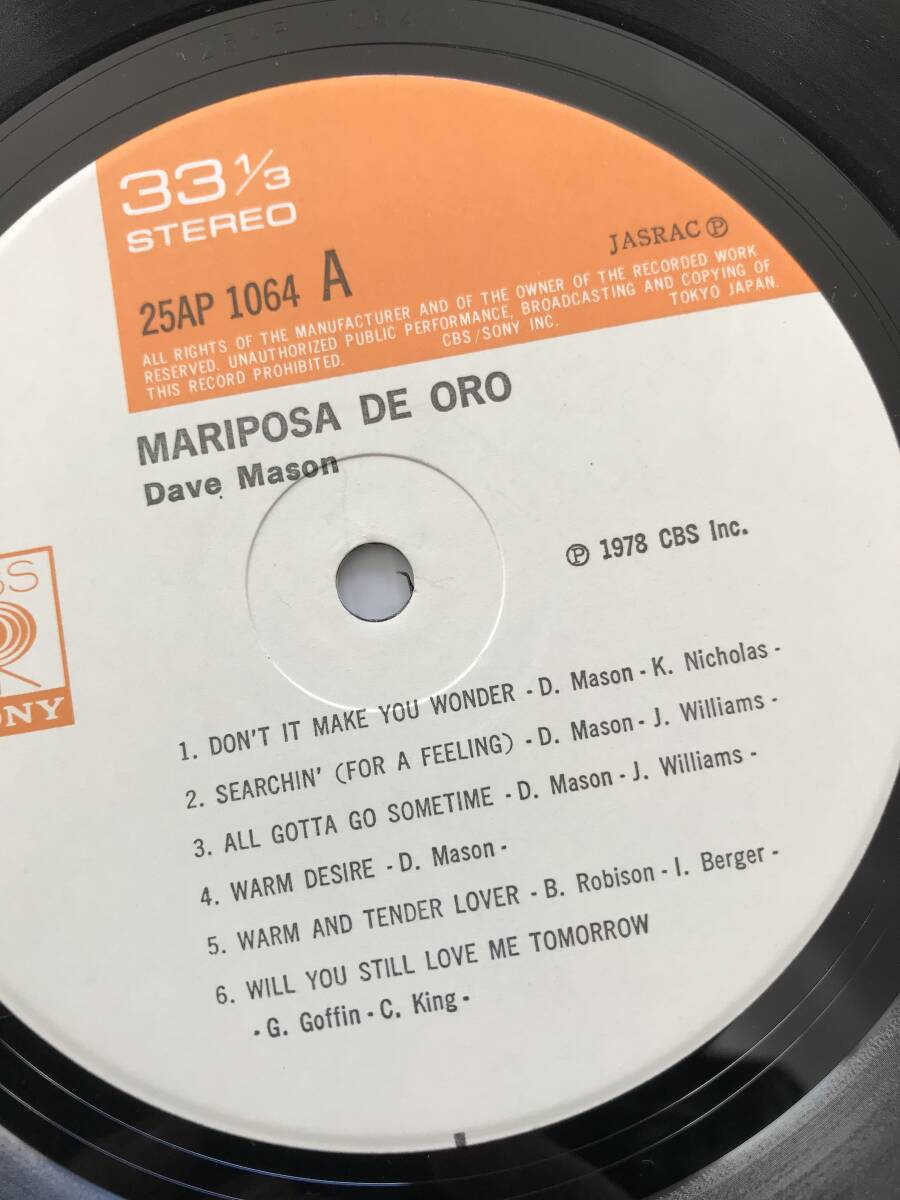 33 1/3
STEREO
JASRAC Ⓟ
25AP 1064 A
ALL RIGHTS OF THE MANUFACTURER AND OF THE OWNER OF THE RECORDED WORK
RESERVED. UNAUTHORIZED PUBLIC PERFORMANCE, BROADCASTING AND COPYING OF
THIS RECORD PROHIBITED. CBS/SONY INC. TOKYO JAPAN.
MARIPOSA DE ORO
Dave Mason
Ⓟ 1978 CBS Inc.
1. DON'T IT MAKE YOU WONDER - D. Mason - K. Nicholas -
2. SEARCHIN' (FOR A FEELING) - D. Mason - J. Williams -
3. ALL GOTTA GO SOMETIME - D. Mason - J. Williams -
4. WARM DESIRE - D. Mason -
5. WARM AND TENDER LOVER - B. Robison - I. Berger -
6. WILL YOU STILL LOVE ME TOMORROW
- G. Goffin - C. King -